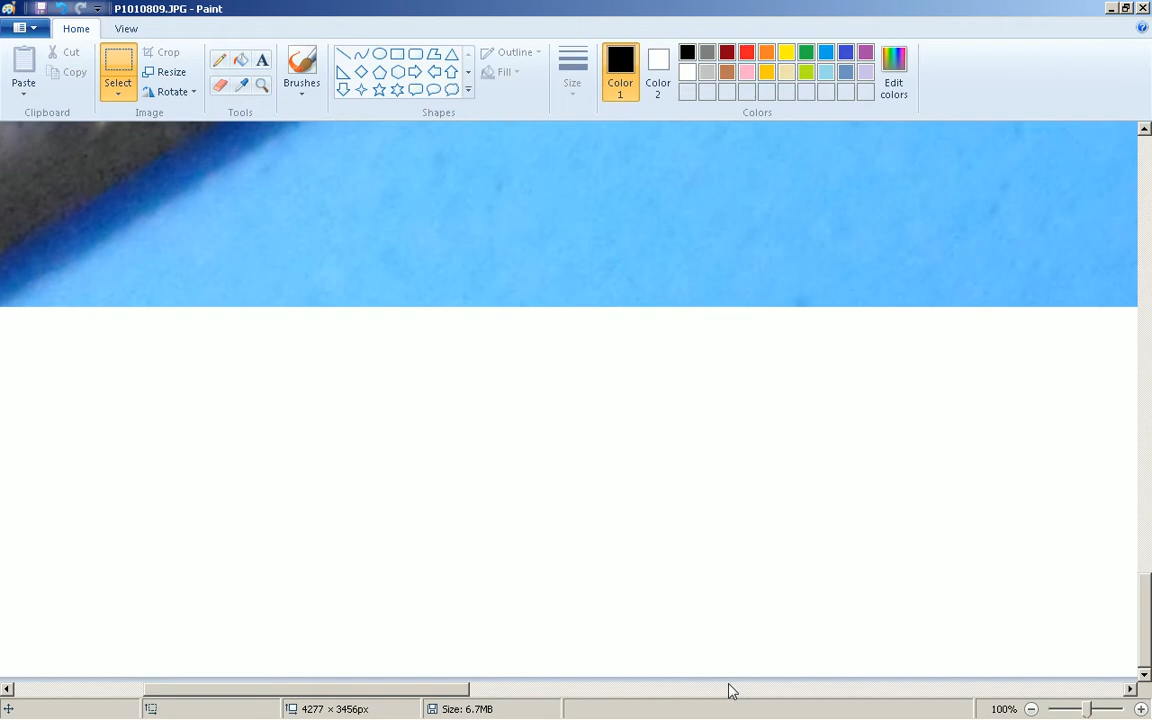 P1010809.JPG - Paint
Home View
Paste
Clipboard
Cut
Copy
Select
Crop
Resize
Rotate
Image
A
Tools
Brushes
Outline
Fill
Shapes
Size
Color 1
Color 2
Edit colors
Colors
4277 × 3456px
Size: 6.7MB
100%